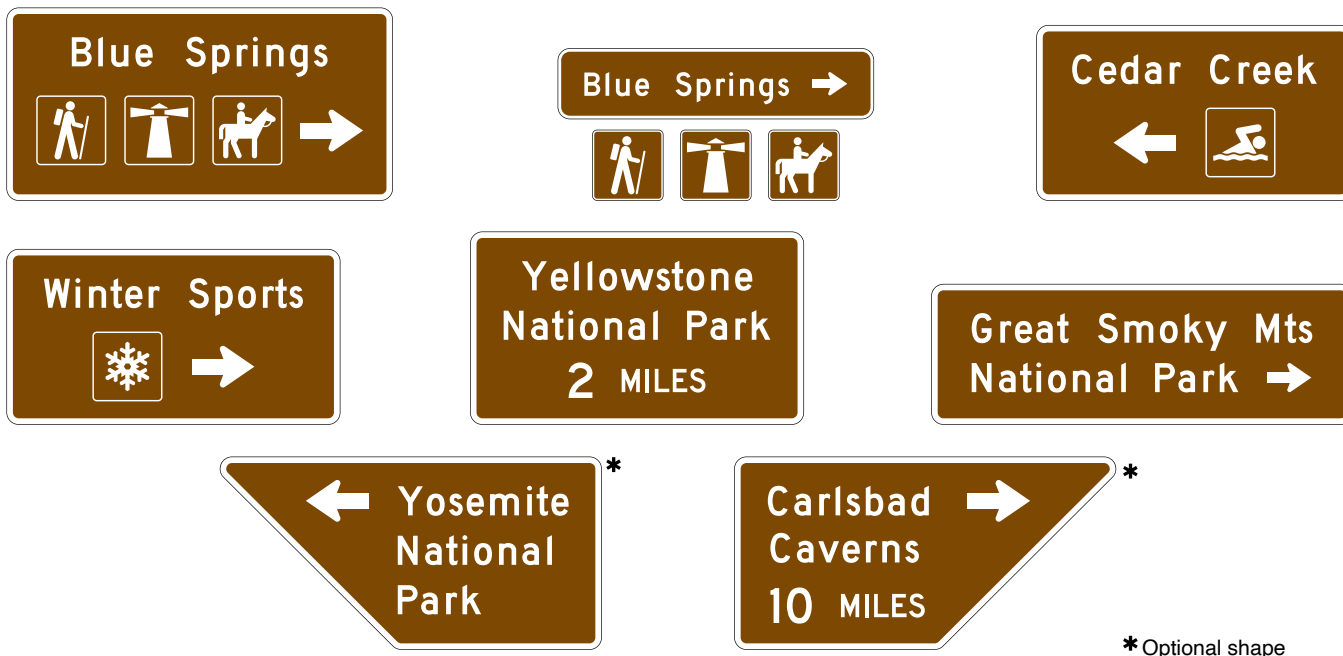 Blue Springs
Blue Springs
Cedar Creek
Winter Sports
Yellowstone
National Park
2 MILES
Great Smoky Mts
National Park
*
Yosemite
National
Park
*
Carlsbad
Caverns
10 MILES
* Optional shape